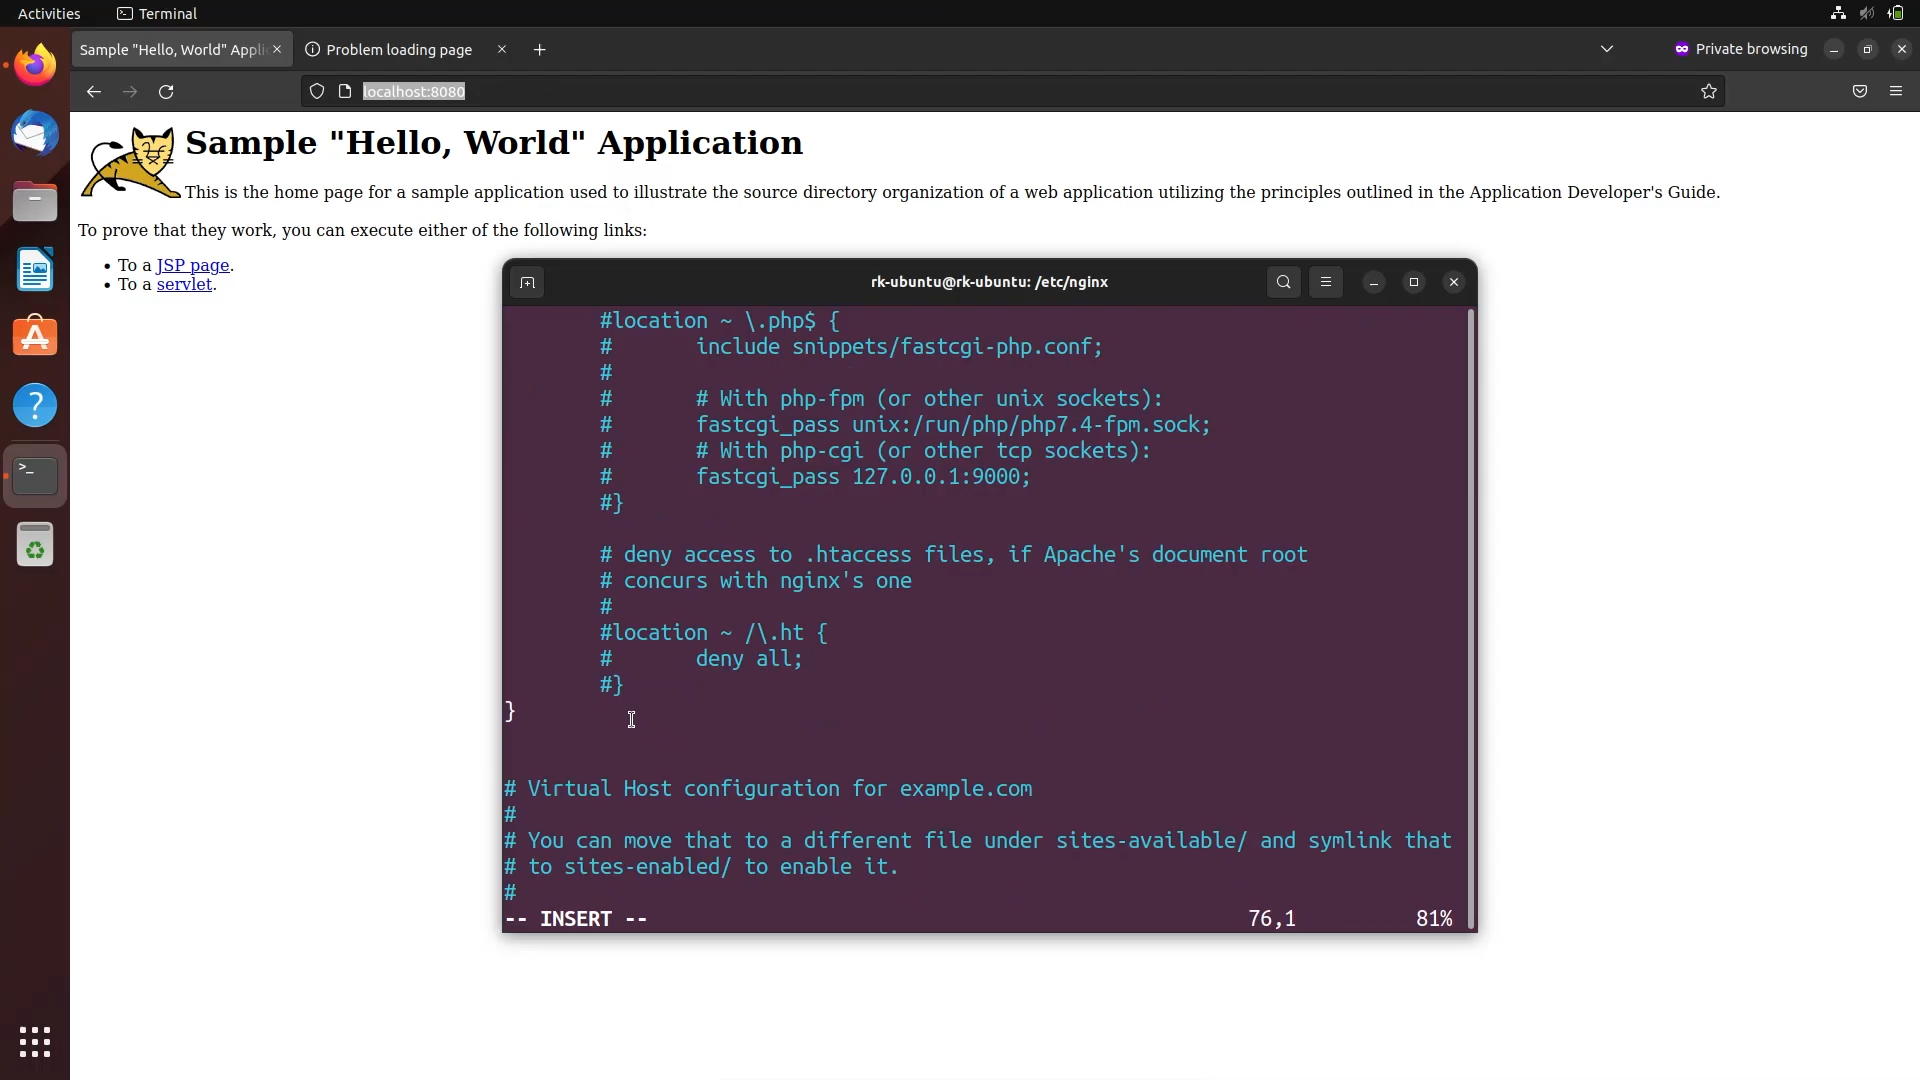 Activities
Terminal
Sample "Hello, World" Appli
Problem loading page
Private browsing
localhost:8080
Sample "Hello, World" Application
This is the home page for a sample application used to illustrate the source directory organization of a web application utilizing the principles outlined in the Application Developer's Guide.
To prove that they work, you can execute either of the following links:
• To a JSP page.
• To a servlet.
rk-ubuntu@rk-ubuntu: /etc/nginx
#location ~ \.php$ {
#       include snippets/fastcgi-php.conf;
#
#       # With php-fpm (or other unix sockets):
#       fastcgi_pass unix:/run/php/php7.4-fpm.sock;
#       # With php-cgi (or other tcp sockets):
#       fastcgi_pass 127.0.0.1:9000;
#}
# deny access to .htaccess files, if Apache's document root
# concurs with nginx's one
#
#location ~ /\.ht {
#       deny all;
#}
}
# Virtual Host configuration for example.com
#
# You can move that to a different file under sites-available/ and symlink that
# to sites-enabled/ to enable it.
#
-- INSERT -- 76,1 81%